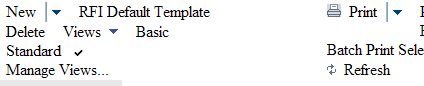 New RFI Default Template Print
Delete Views Basic
Standard Batch Print Sele
Manage Views... Refresh